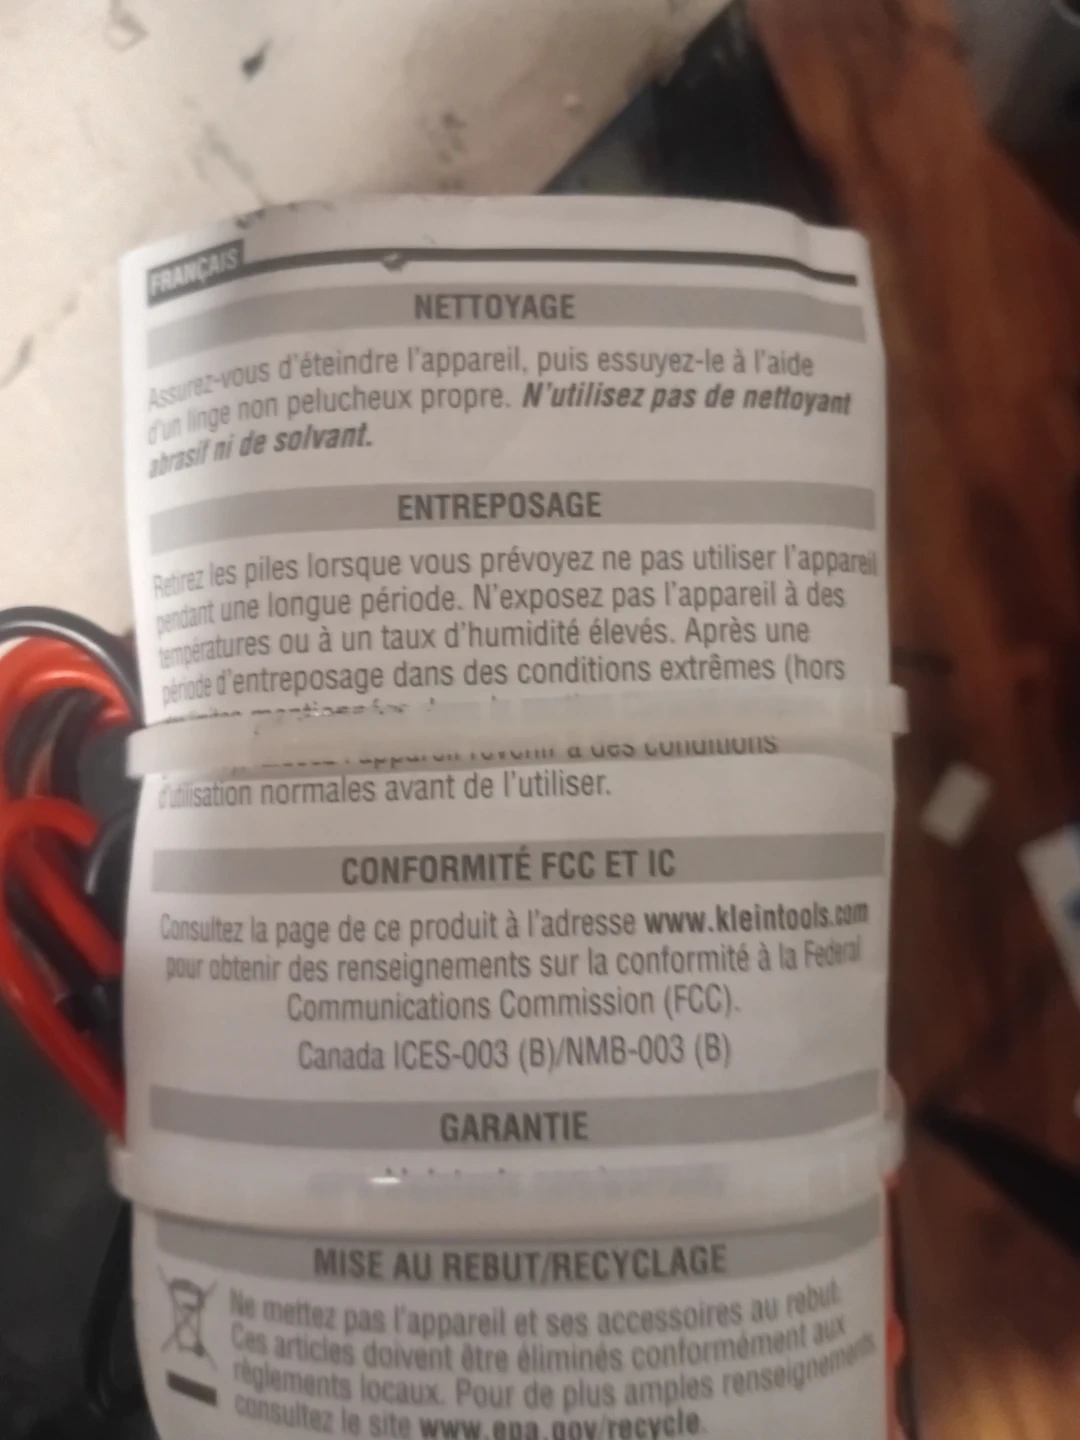 FRANÇAIS
NETTOYAGE
Assurez-vous d'éteindre l'appareil, puis essuyez-le à l'aide
d'un linge non pelucheux propre. N'utilisez pas de nettoyant
abrasif ni de solvant.
ENTREPOSAGE
Retirez les piles lorsque vous prévoyez ne pas utiliser l'appareil
pendant une longue période. N'exposez pas l'appareil à des
températures ou à un taux d'humidité élevés. Après une
période d'entreposage dans des conditions extrêmes (hors
l'appareil revenir à des conditions
d'utilisation normales avant de l'utiliser.
CONFORMITÉ FCC ET IC
Consultez la page de ce produit à l'adresse www.kleintools.com
pour obtenir des renseignements sur la conformité à la Federal
Communications Commission (FCC).
Canada ICES-003 (B)/NMB-003 (B)
GARANTIE
MISE AU REBUT/RECYCLAGE
Ne mettez pas l'appareil et ses accessoires au rebut.
Ces articles doivent être éliminés conformément aux
règlements locaux. Pour de plus amples renseignements,
consultez le site www.epa.gov/recycle.